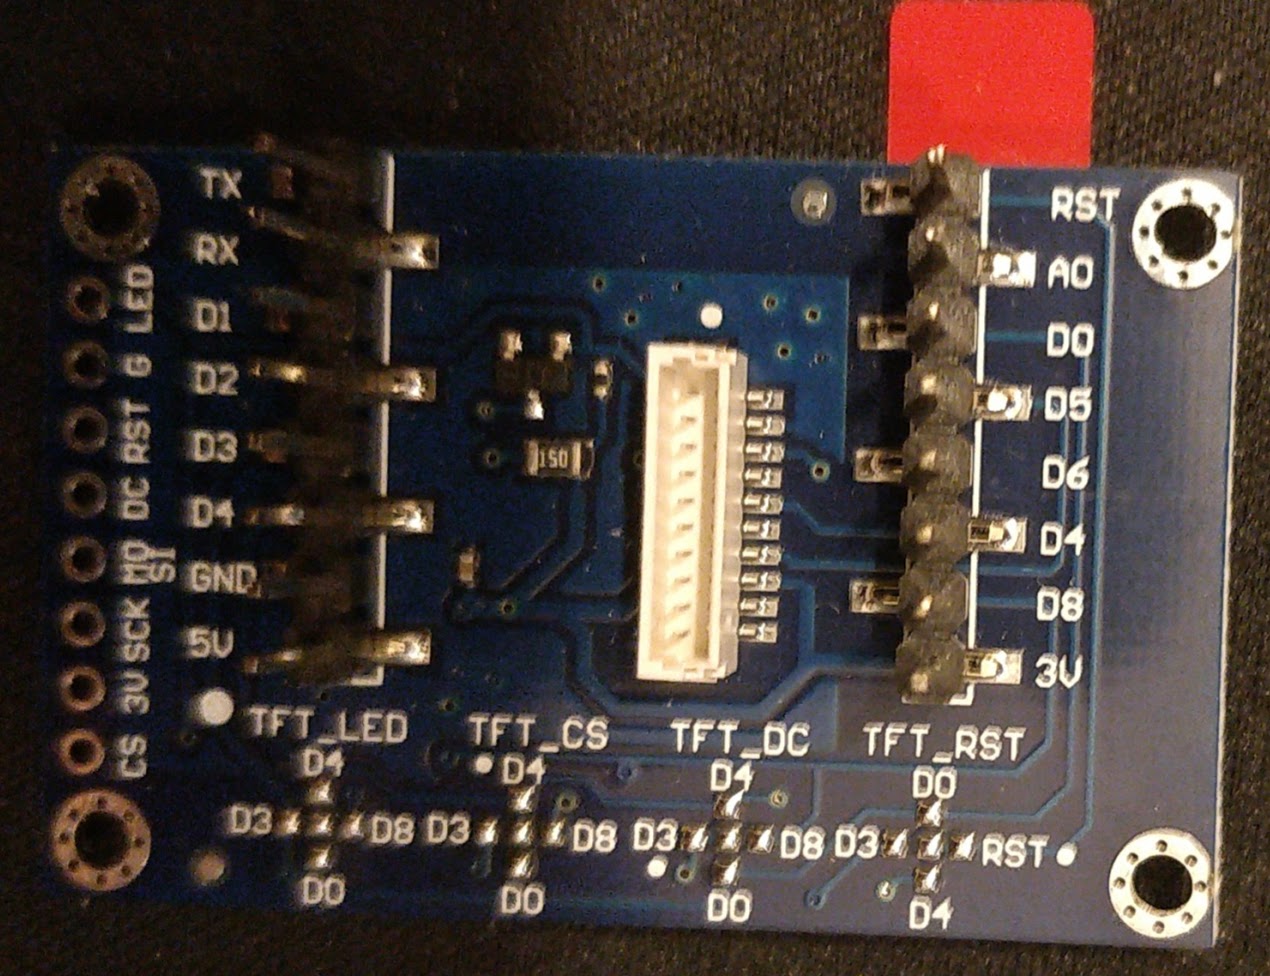 TX
RX
D1
D2
D3
D4
GND
5V
LED
G
RST
DC
MO
SI
SCK
3V
CS
150
RST
A0
D0
D5
D6
D4
D8
3V
TFT_LED
D4
D3 D8
D0
TFT_CS
D4
D3 D8
D0
TFT_DC
D4
D3 D8
D0
TFT_RST
D0
D3 RST
D4